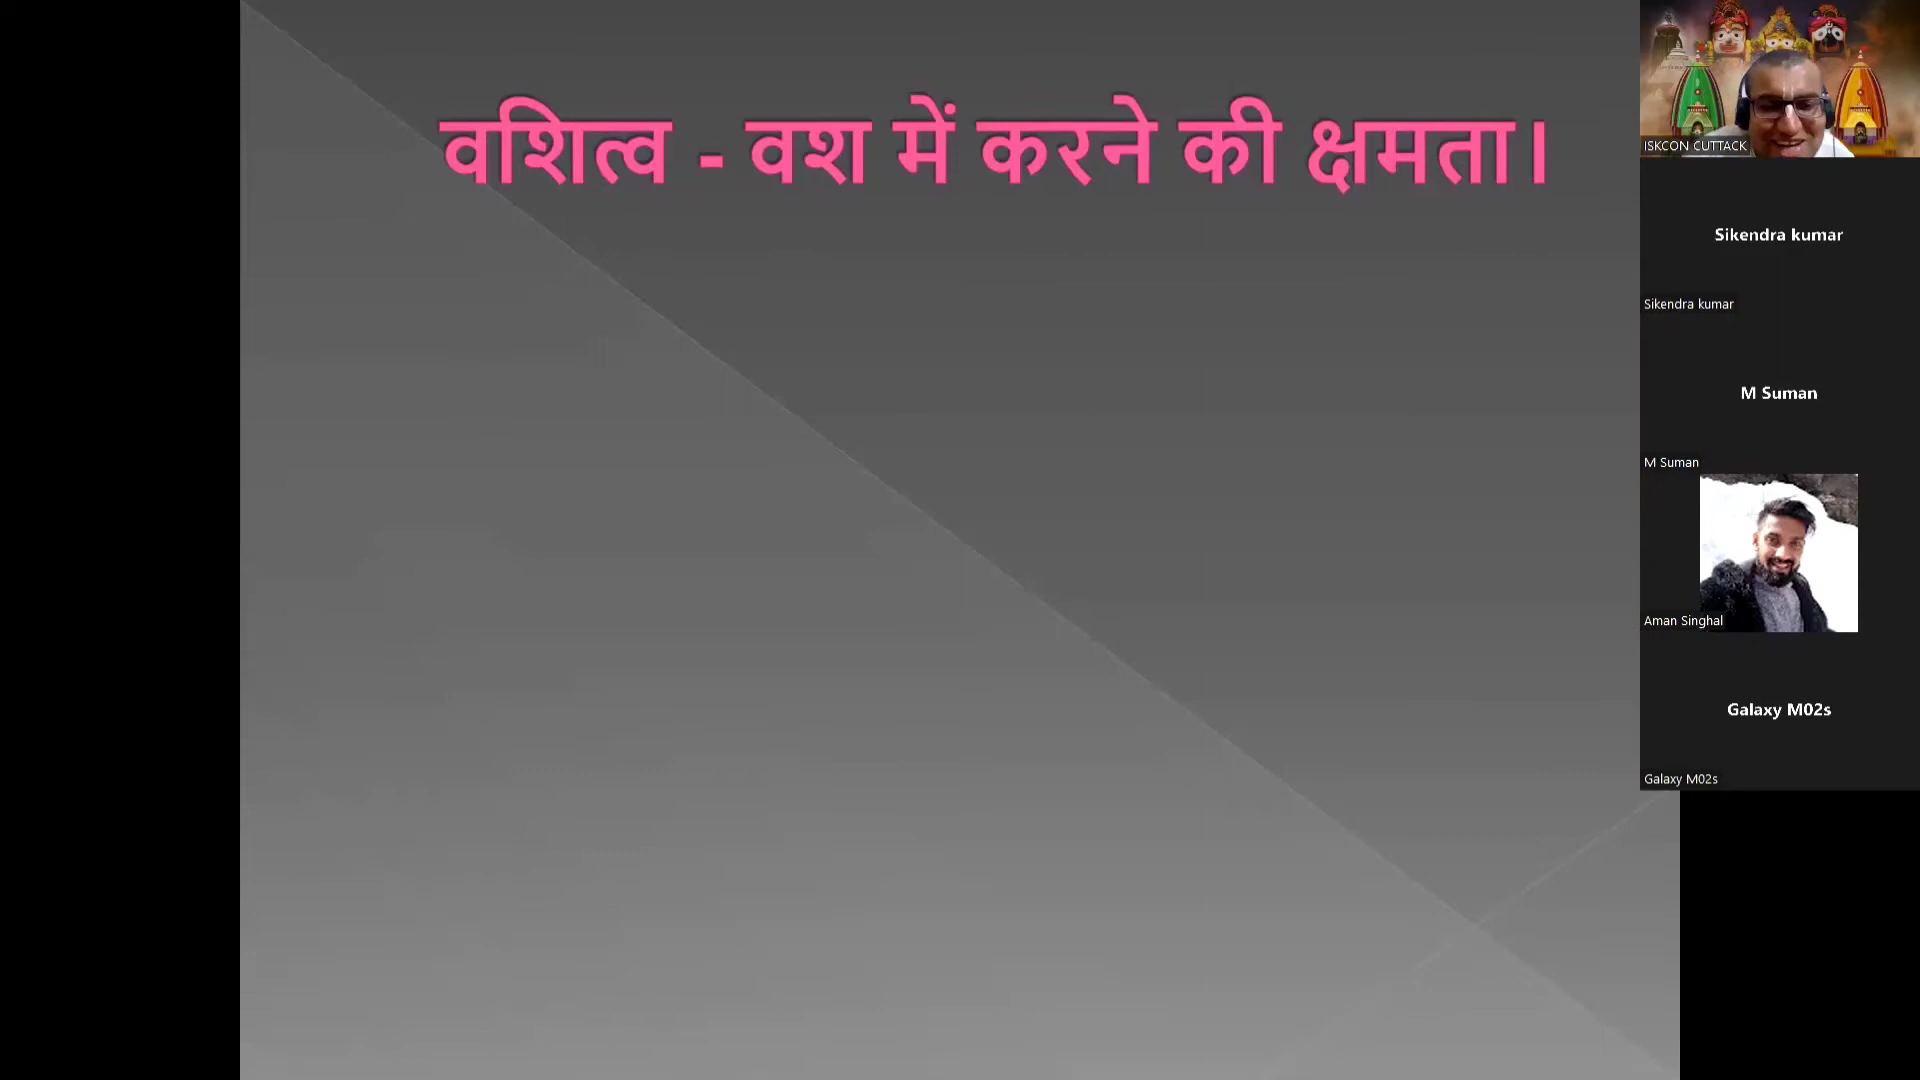 वशित्व - वश में करने की क्षमता।
ISKCON CUTTACK
Sikendra kumar
Sikendra kumar
M Suman
M Suman
Aman Singhal
Galaxy M02s
Galaxy M02s